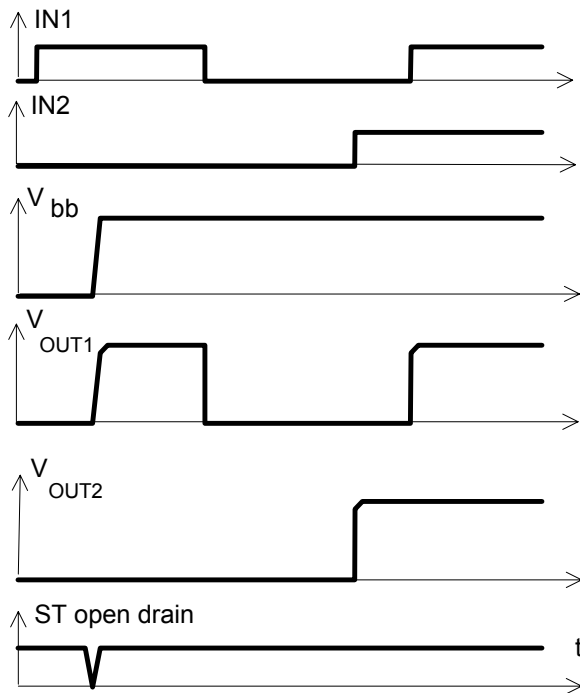 IN1
IN2
V bb
V OUT1
V OUT2
ST open drain
t